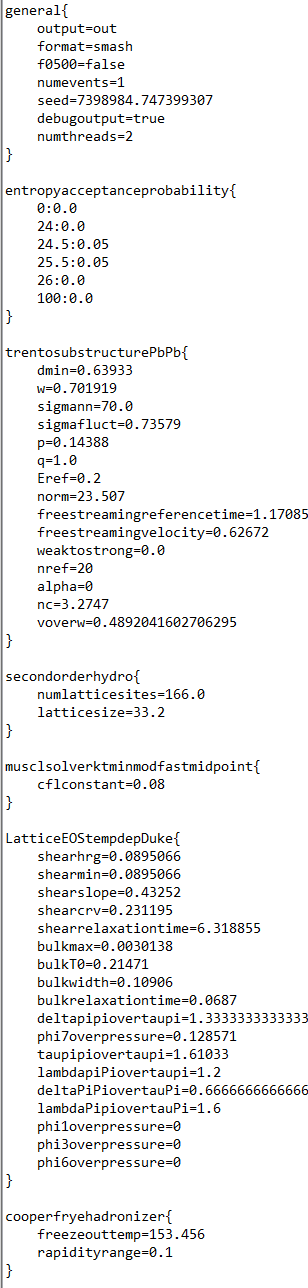 general{
output=out
format=smash
f0500=false
numevents=1
seed=7398984.747399307
debugoutput=true
numthreads=2
}
entropyacceptanceprobability{
0:0.0
24:0.0
24.5:0.05
25.5:0.05
26:0.0
100:0.0
}
trentosubstructurePbPb{
dmin=0.63933
w=0.701919
sigmann=70.0
sigmafluct=0.73579
p=0.14388
q=1.0
Eref=0.2
norm=23.507
freestreamingreferencetime=1.17085
freestreamingvelocity=0.62672
weaktostrong=0.0
nref=20
alpha=0
nc=3.2747
voverw=0.4892041602706295
}
secondorderhydro{
numlatticesites=166.0
latticesize=33.2
}
musclsolverktminmodfastmidpoint{
cflconstant=0.08
}
LatticeEOStempdepDuke{
shearhrg=0.0895066
shearmin=0.0895066
shearslope=0.43252
shearcrv=0.231195
shearrelaxationtime=6.318855
bulkmax=0.0030138
bulkT0=0.21471
bulkwidth=0.10906
bulkrelaxationtime=0.0687
deltapipiovertaupi=1.3333333333333
phi7overpressure=0.128571
taupipiovertaupi=1.61033
lambdapiPiovertaupi=1.2
deltaPiPiovertauPi=0.6666666666666
lambdaPipiovertauPi=1.6
phi1overpressure=0
phi3overpressure=0
phi6overpressure=0
}
cooperfryehadronizer{
freezeouttemp=153.456
rapidityrange=0.1
}